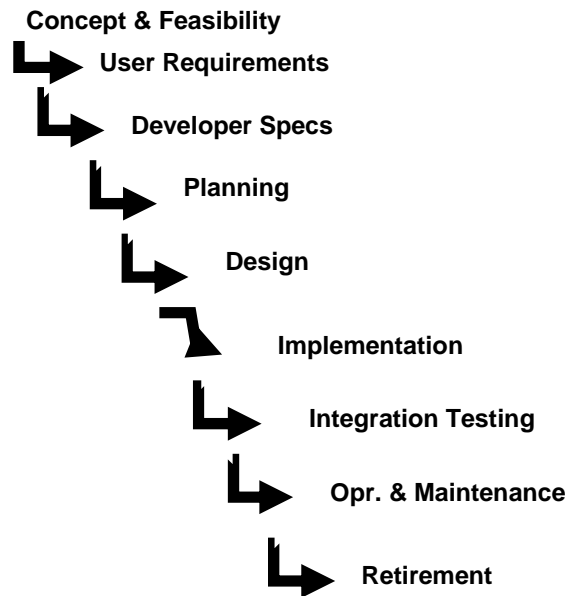 Concept & Feasibility
User Requirements
Developer Specs
Planning
Design
Implementation
Integration Testing
Opr. & Maintenance
Retirement